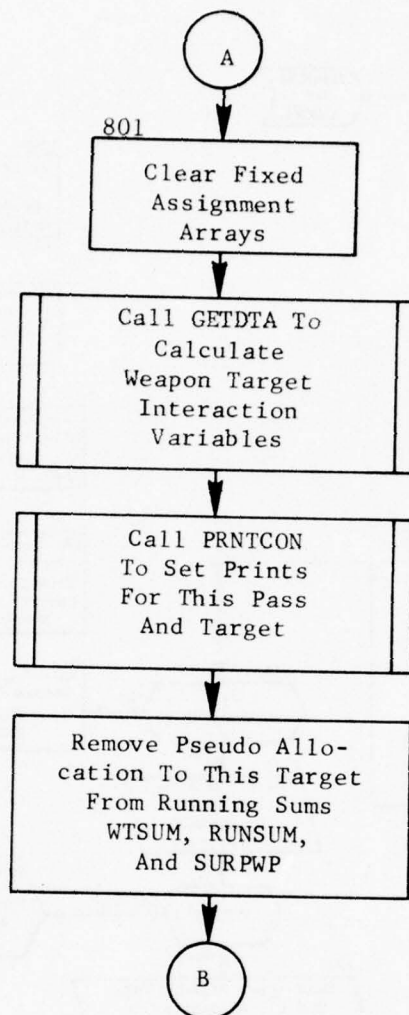 A
801
Clear Fixed
Assignment
Arrays
Call GETDTA To
Calculate
Weapon Target
Interaction
Variables
Call PRNTCON
To Set Prints
For This Pass
And Target
Remove Pseudo Allo-
cation To This Target
From Running Sums
WTSUM, RUNSUM,
And SURPWP
B